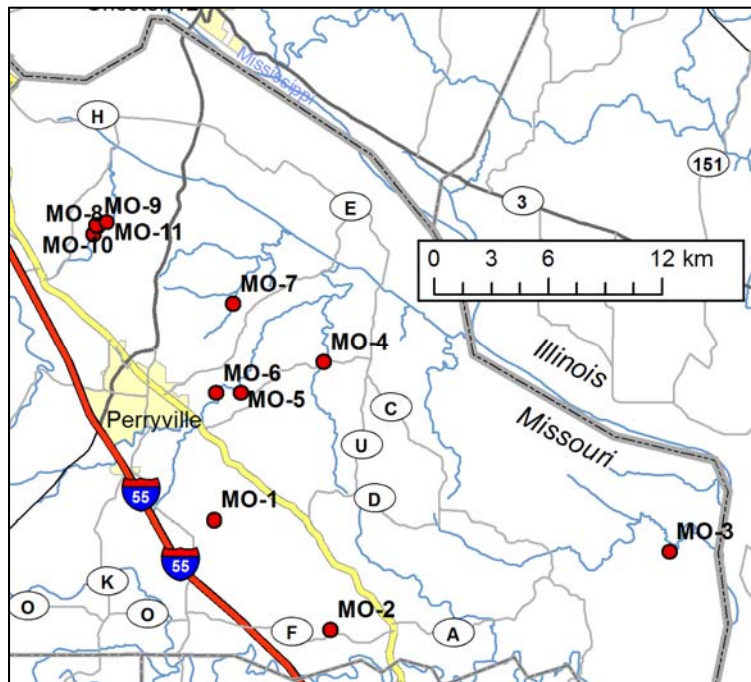 Mississippi
H
151
E
3
MO-8 MO-9
MO-10 MO-11
0 3 6 12 km
MO-7
MO-4
Illinois
MO-6
MO-5
C
Perryville
Missouri
U
D
55
MO-1
MO-3
55
K
O
O
MO-2
F
A